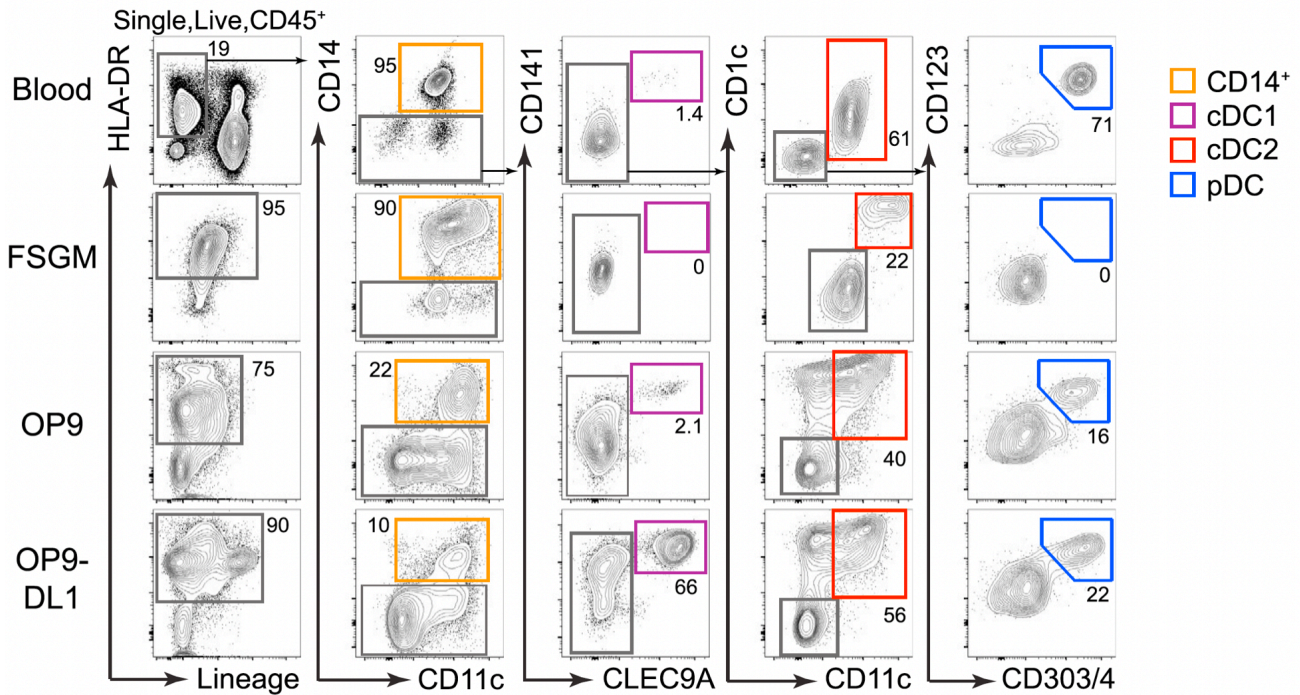 Single,Live,CD45+
Blood
HLA-DR
19
CD14
95
CD141
1.4
CD1c
61
CD123
71
CD14+
cDC1
cDC2
pDC
FSGM
95
90
0
22
0
OP9
75
22
2.1
40
16
OP9-
DL1
90
10
66
56
22
Lineage
CD11c
CLEC9A
CD11c
CD303/4